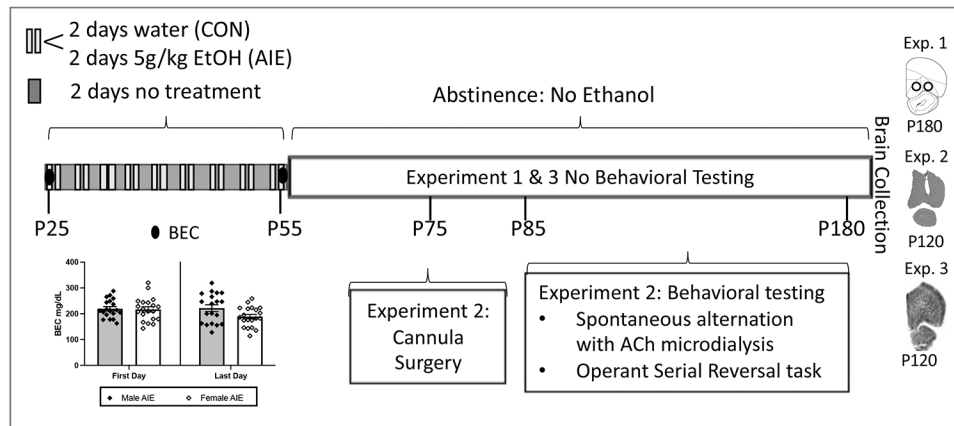 2 days water (CON)
2 days 5g/kg EtOH (AIE)
2 days no treatment
Abstinence: No Ethanol
Experiment 1 & 3 No Behavioral Testing
P25
BEC
P55
P75
P85
P180
Brain Collection
Exp. 1
P180
Exp. 2
P120
Exp. 3
P120
BEC mg/dL
400
300
200
100
0
First Day
Last Day
Male AIE
Female AIE
Experiment 2:
Cannula
Surgery
Experiment 2: Behavioral testing
• Spontaneous alternation
with ACh microdialysis
• Operant Serial Reversal task